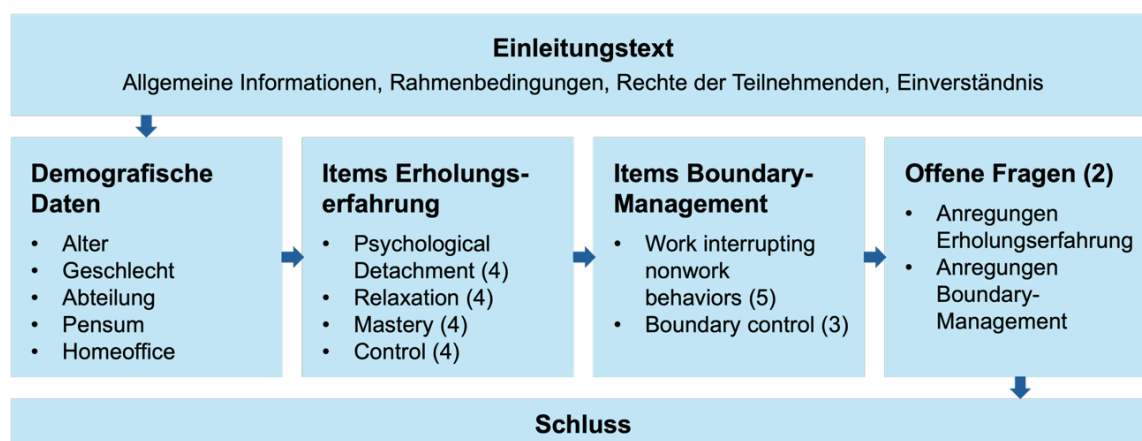 Einleitungstext
Allgemeine Informationen, Rahmenbedingungen, Rechte der Teilnehmenden, Einverständnis
Demografische
Daten
• Alter
• Geschlecht
• Abteilung
• Pensum
• Homeoffice
Items Erholungs-
erfahrung
• Psychological
Detachment (4)
• Relaxation (4)
• Mastery (4)
• Control (4)
Items Boundary-
Management
• Work interrupting
nonwork
behaviors (5)
• Boundary control (3)
Offene Fragen (2)
• Anregungen
Erholungserfahrung
• Anregungen
Boundary-
Management
Schluss